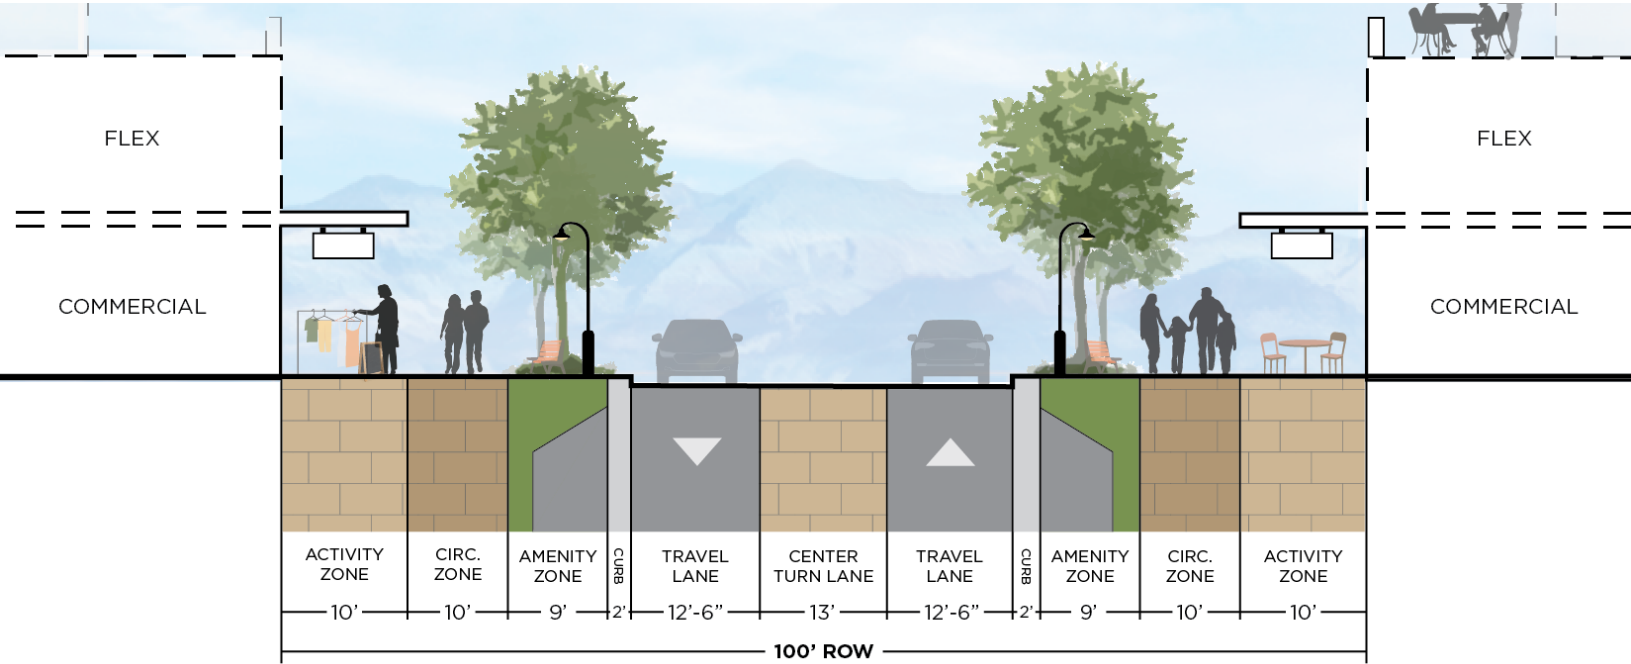 FLEX
FLEX
COMMERCIAL
COMMERCIAL
ACTIVITY
ZONE
CIRC.
ZONE
AMENITY
ZONE
CURB
TRAVEL
LANE
CENTER
TURN LANE
TRAVEL
LANE
CURB
AMENITY
ZONE
CIRC.
ZONE
ACTIVITY
ZONE
10’ 10’ 9’ 2’ 12’-6” 13’ 12’-6” 2’ 9’ 10’ 10’
100’ ROW